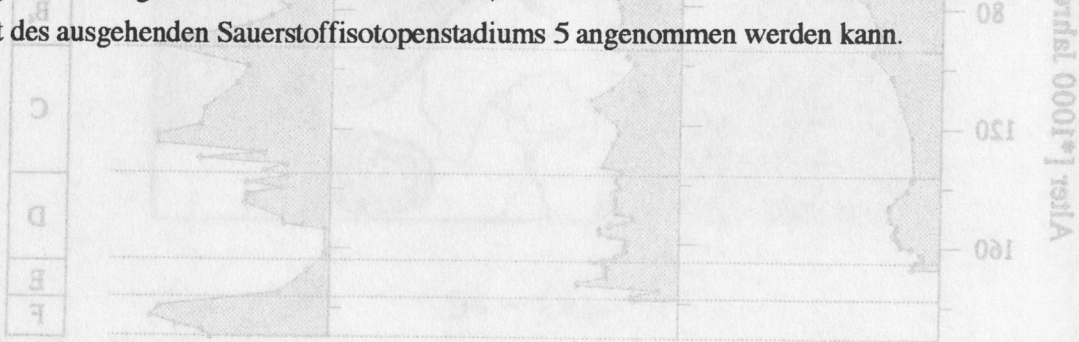 t des ausgehenden Sauerstoffisotopenstadiums 5 angenommen werden kann.
80
120
160
Alter [*1000 Jahre
B
C
D
E
F